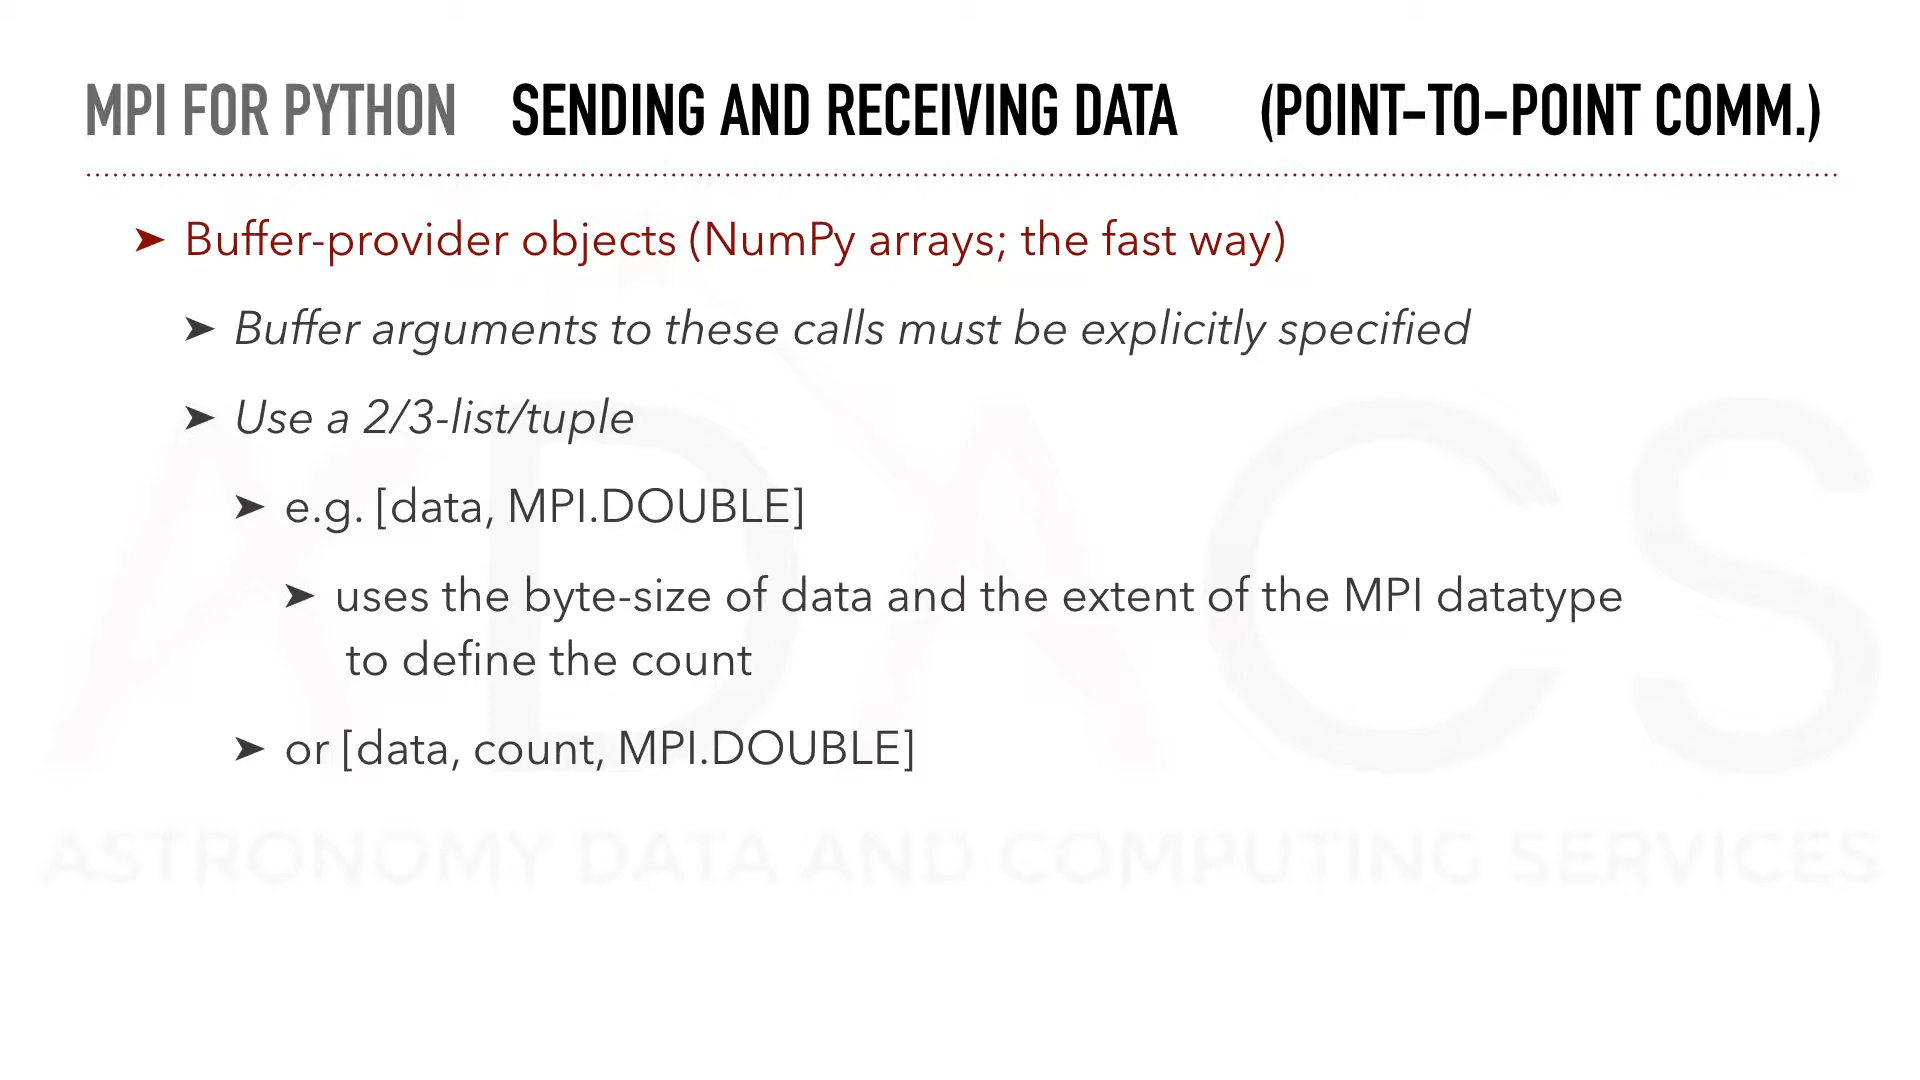 MPI FOR PYTHON SENDING AND RECEIVING DATA (POINT-TO-POINT COMM.)
➤ Buffer-provider objects (NumPy arrays; the fast way)
➤ Buffer arguments to these calls must be explicitly specified
➤ Use a 2/3-list/tuple
➤ e.g. [data, MPI.DOUBLE]
➤ uses the byte-size of data and the extent of the MPI datatype
to define the count
➤ or [data, count, MPI.DOUBLE]
ADACS
ASTRONOMY DATA AND COMPUTING SERVICES